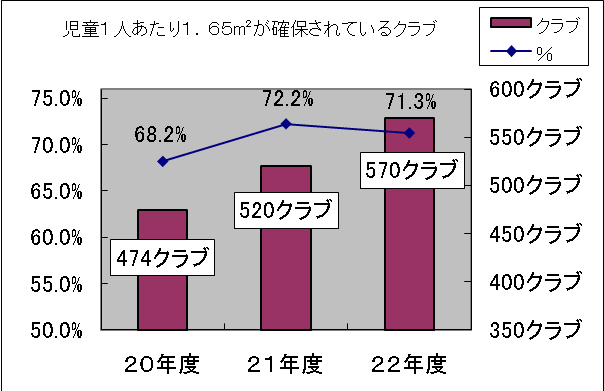 児童１人あたり１．６５㎡が確保されているクラブ
クラブ
％
75.0%
70.0%
65.0%
60.0%
55.0%
50.0%
68.2%
72.2%
71.3%
474クラブ
520クラブ
570クラブ
600クラブ
550クラブ
500クラブ
450クラブ
400クラブ
350クラブ
２０年度
２１年度
２２年度